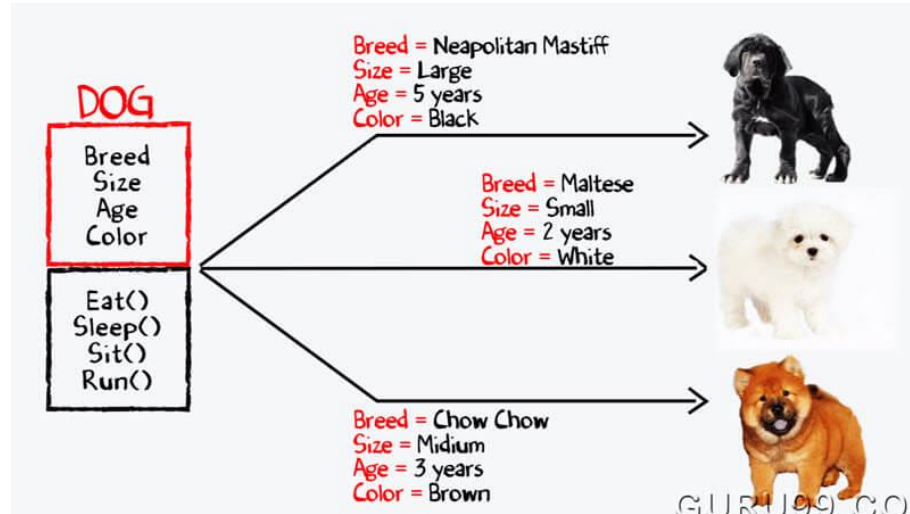 DOG
Breed
Size
Age
Color
Eat()
Sleep()
Sit()
Run()
Breed = Neapolitan Mastiff
Size = Large
Age = 5 years
Color = Black
Breed = Maltese
Size = Small
Age = 2 years
Color = White
Breed = Chow Chow
Size = Midium
Age = 3 years
Color = Brown
GURU99.CO